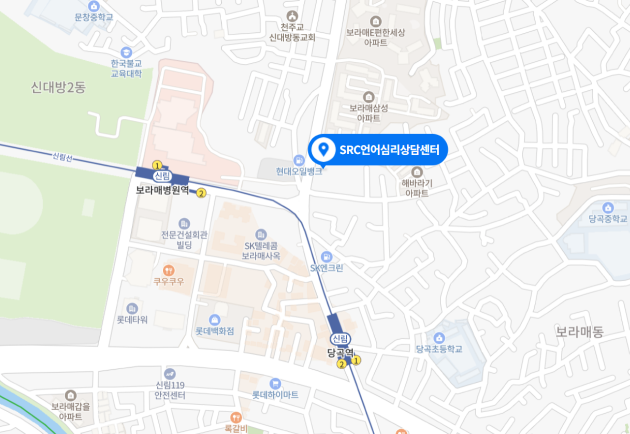 문창중학교
천주교
신대방동교회
보라매E편한세상
아파트
한국불교
교육대학
신대방2동
보라매삼성
아파트
SRC언어심리상담센터
신림선
1
신림
현대오일뱅크
보라매병원역
2
해바라기
아파트
당곡중학교
전문건설회관
빌딩
SK텔레콤
보라매사옥
SK엔크린
쿠우쿠우
롯데타워
롯데백화점
신림
보라매동
당곡역
1
2
당곡초등학교
신림119
안전센터
롯데하이마트
보라매갑을
아파트
록갈비